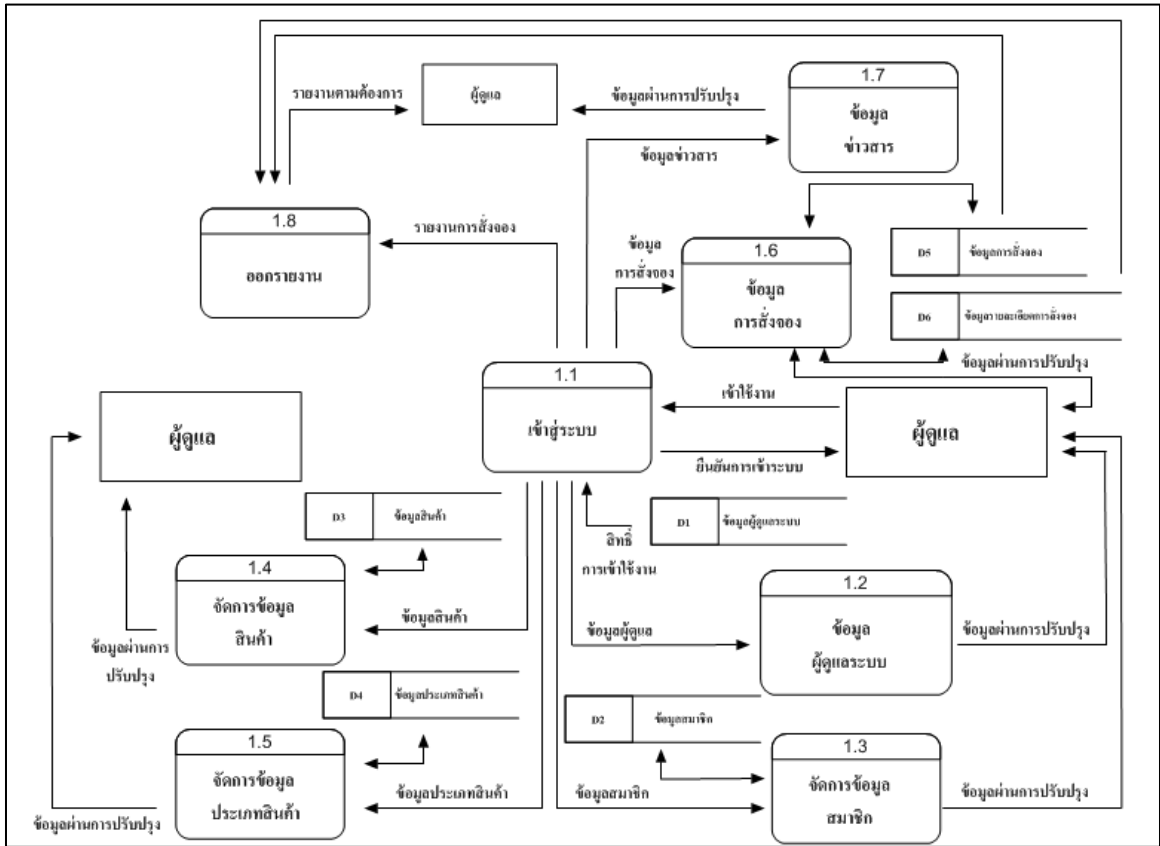 1.7
ข้อมูล
ข่าวสาร
ผู้ดูแล
รายงานตามต้องการ
ข้อมูลผ่านการปรับปรุง
ข้อมูลข่าวสาร
1.8
ออกรายงาน
รายงานการสั่งจอง
ข้อมูล
การสั่งจอง
1.6
ข้อมูล
การสั่งจอง
D5
ข้อมูลการสั่งจอง
D6
ข้อมูลรายละเอียดการสั่งจอง
ข้อมูลผ่านการปรับปรุง
1.1
เข้าสู่ระบบ
เข้าใช้งาน
ยืนยันการเข้าระบบ
ผู้ดูแล
ผู้ดูแล
D3
ข้อมูลสินค้า
D1
ข้อมูลผู้ดูแลระบบ
สิทธิ์
การเข้าใช้งาน
1.4
จัดการข้อมูล
สินค้า
ข้อมูลสินค้า
1.2
ข้อมูล
ผู้ดูแลระบบ
ข้อมูลผู้ดูแล
ข้อมูลผ่านการปรับปรุง
ข้อมูลผ่านการ
ปรับปรุง
D4
ข้อมูลประเภทสินค้า
D2
ข้อมูลสมาชิก
1.5
จัดการข้อมูล
ประเภทสินค้า
ข้อมูลประเภทสินค้า
ข้อมูลสมาชิก
1.3
จัดการข้อมูล
สมาชิก
ข้อมูลผ่านการปรับปรุง
ข้อมูลผ่านการปรับปรุง